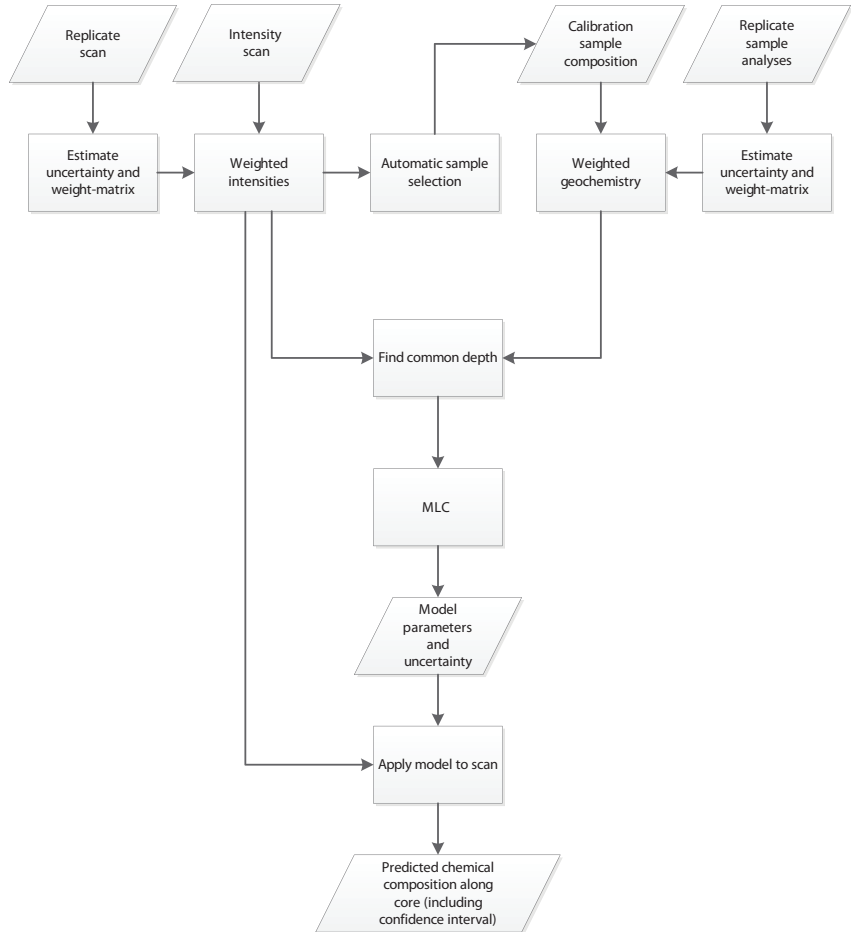 Replicate
scan
Intensity
scan
Calibration
sample
composition
Replicate
sample
analyses
Estimate
uncertainty and
weight-matrix
Weighted
intensities
Automatic sample
selection
Weighted
geochemistry
Estimate
uncertainty and
weight-matrix
Find common depth
MLC
Model
parameters
and
uncertainty
Apply model to scan
Predicted chemical
composition along
core (including
confidence interval)